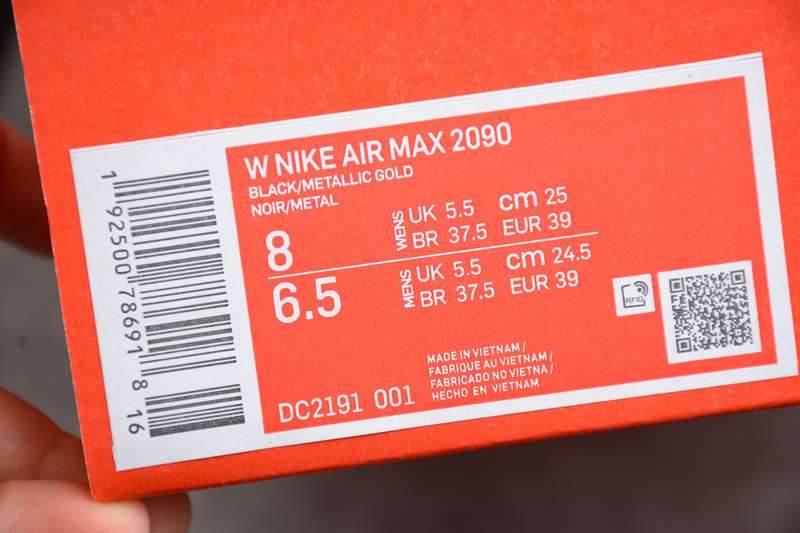 W NIKE AIR MAX 2090
BLACK/METALLIC GOLD
NOIR/METAL
8
WENS UK 5.5 cm 25
BR 37.5 EUR 39
6.5
MENS UK 5.5 cm 24.5
BR 37.5 EUR 39
RFID
MADE IN VIETNAM /
FABRIQUE AU VIETNAM /
FABRICADO NO VIETNA /
HECHO EN VIETNAM
DC2191 001
1 92500 78691 8 16